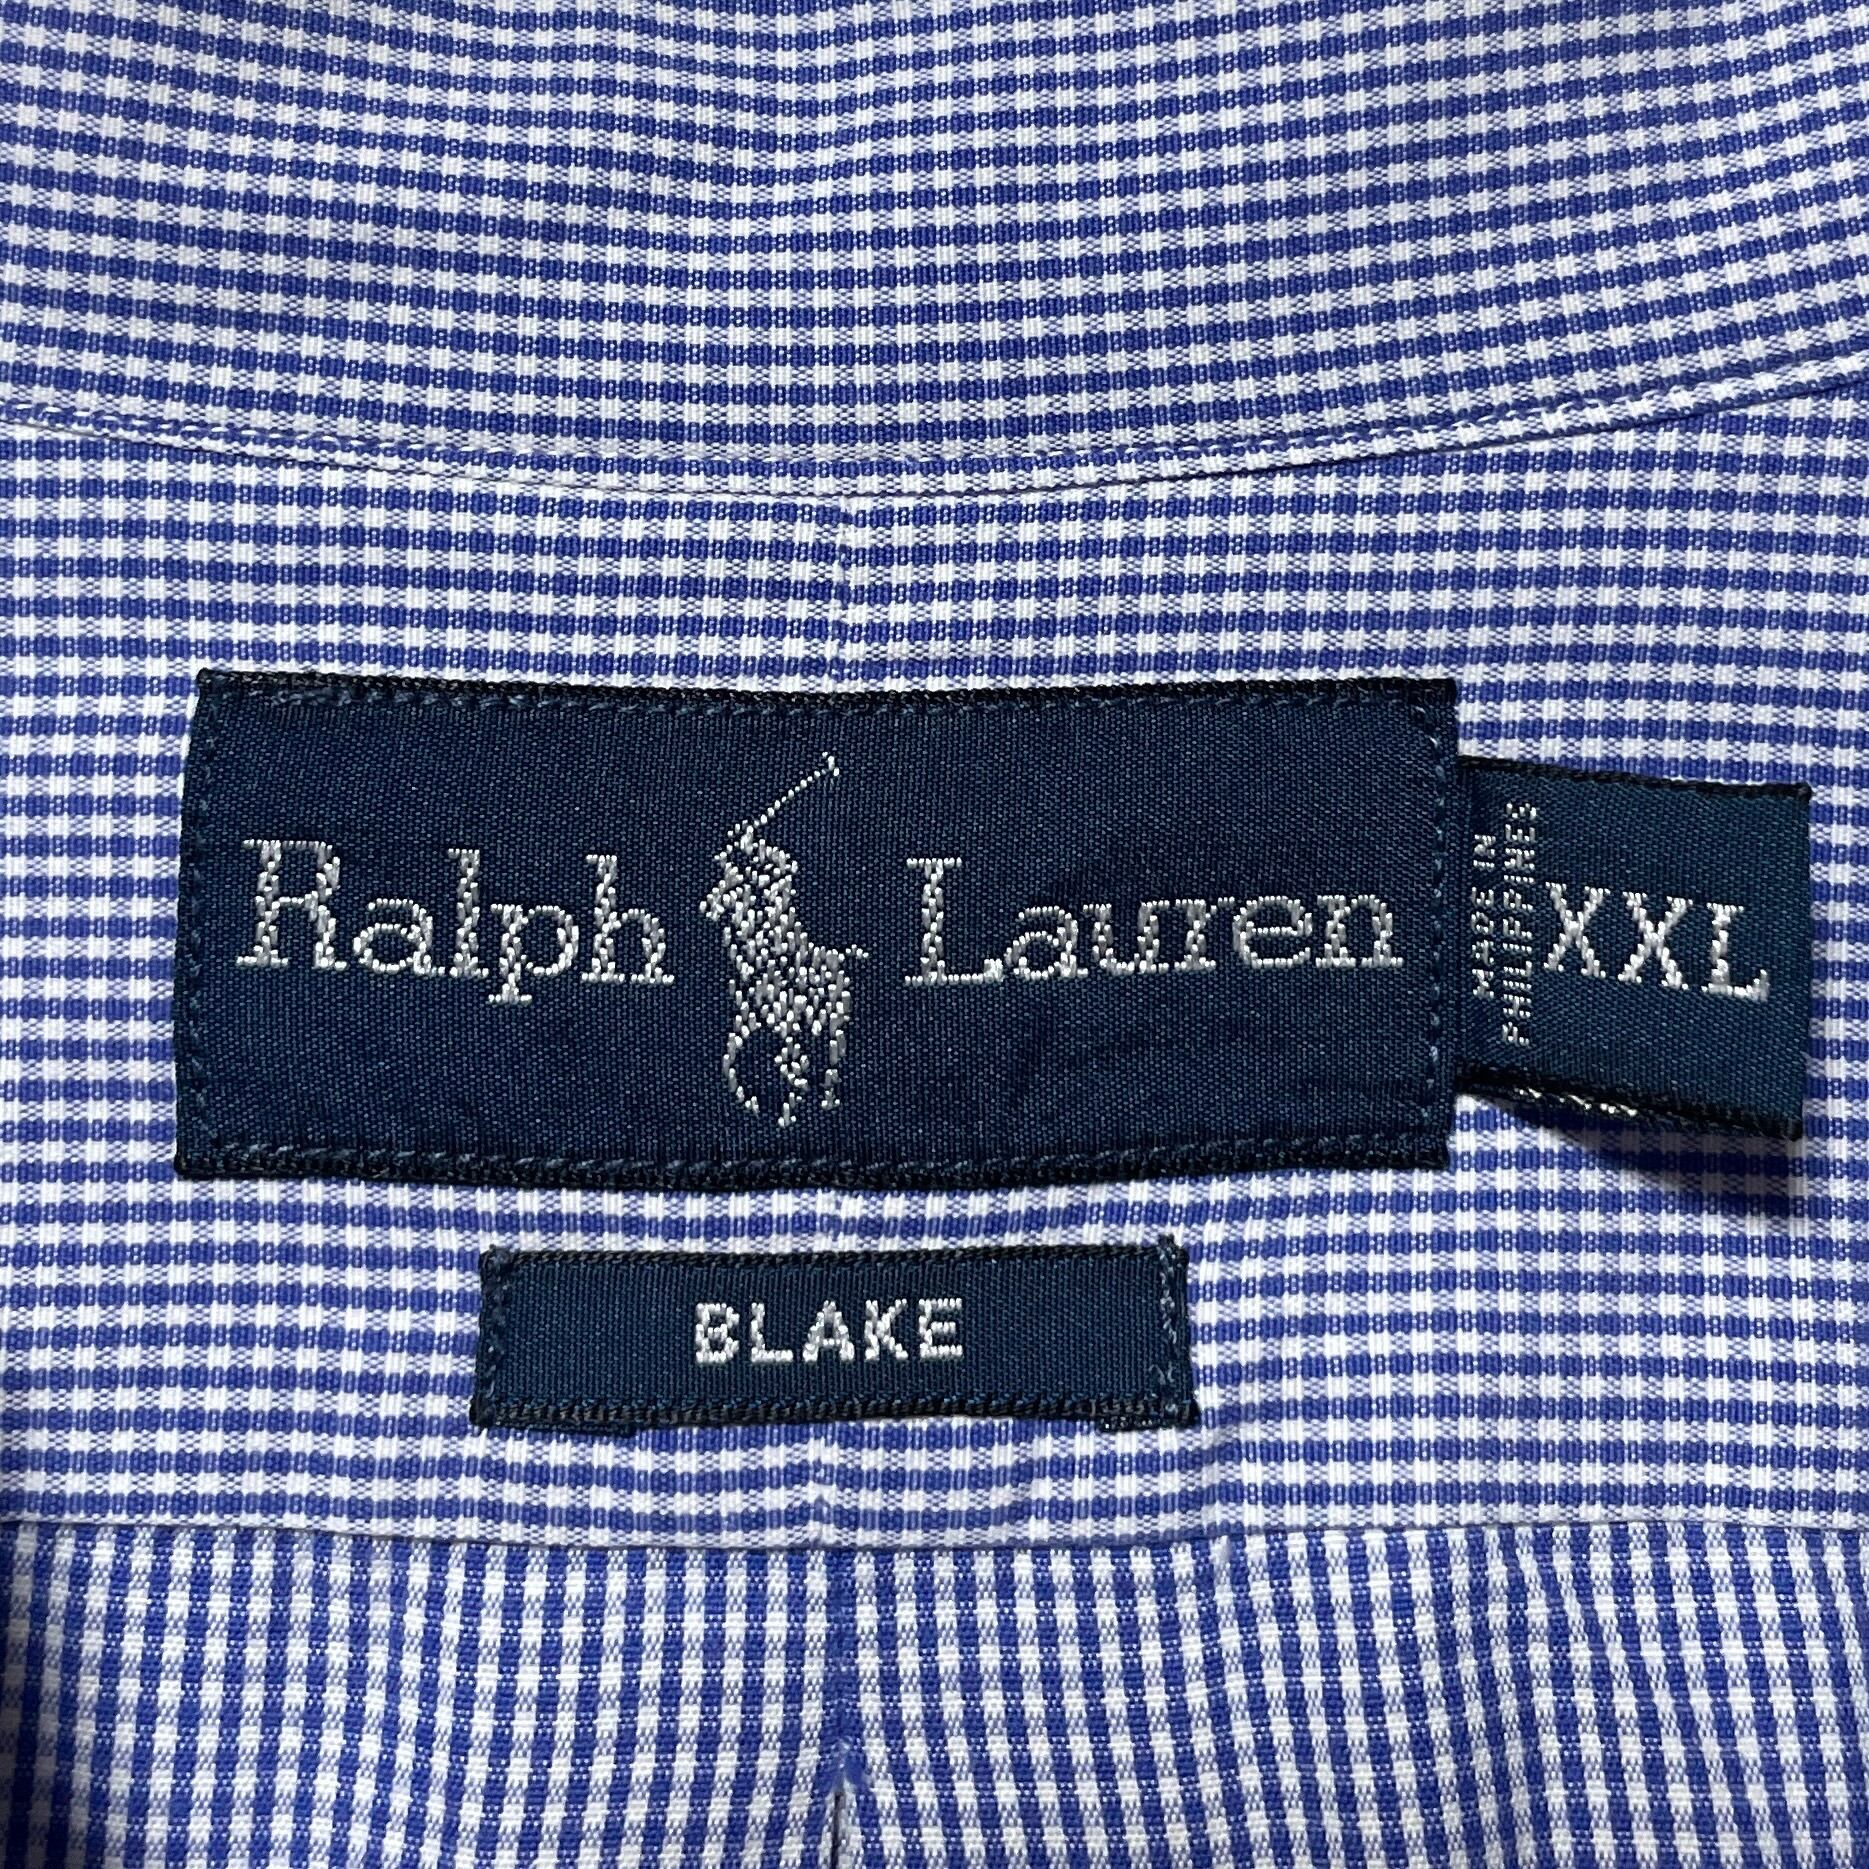 Ralph Lauren
MADE IN
PHILIPPINES
XXL
BLAKE